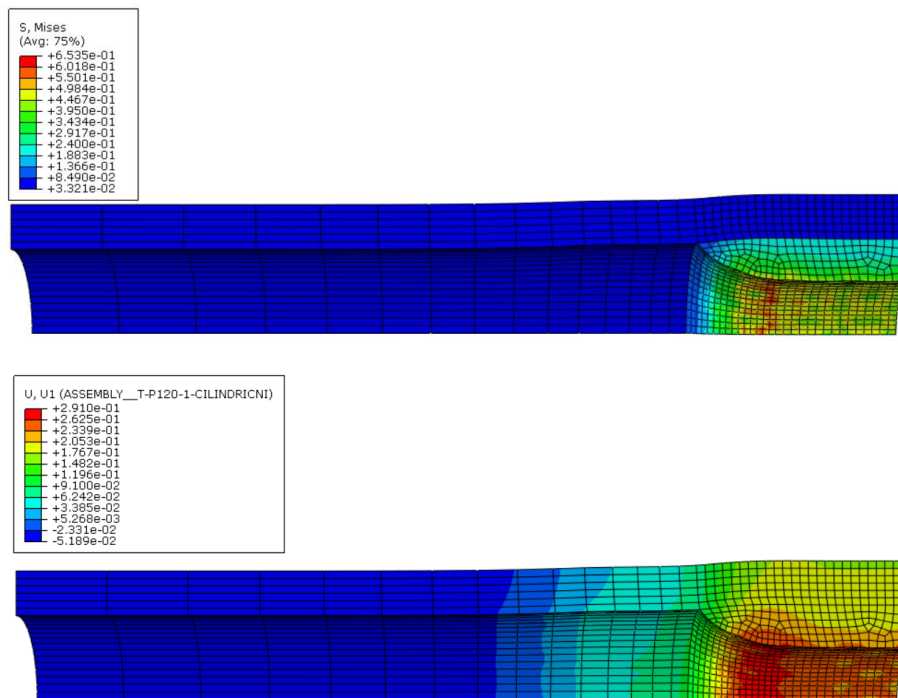 S, Mises
(Avg: 75%)
+6.535e-01
+6.018e-01
+5.501e-01
+4.984e-01
+4.467e-01
+3.950e-01
+3.434e-01
+2.917e-01
+2.400e-01
+1.883e-01
+1.366e-01
+8.490e-02
+3.321e-02
U, U1 (ASSEMBLY__T-P120-1-CILINDRICNI)
+2.910e-01
+2.625e-01
+2.339e-01
+2.053e-01
+1.767e-01
+1.482e-01
+1.196e-01
+9.100e-02
+6.242e-02
+3.385e-02
+5.268e-03
-2.331e-02
-5.189e-02